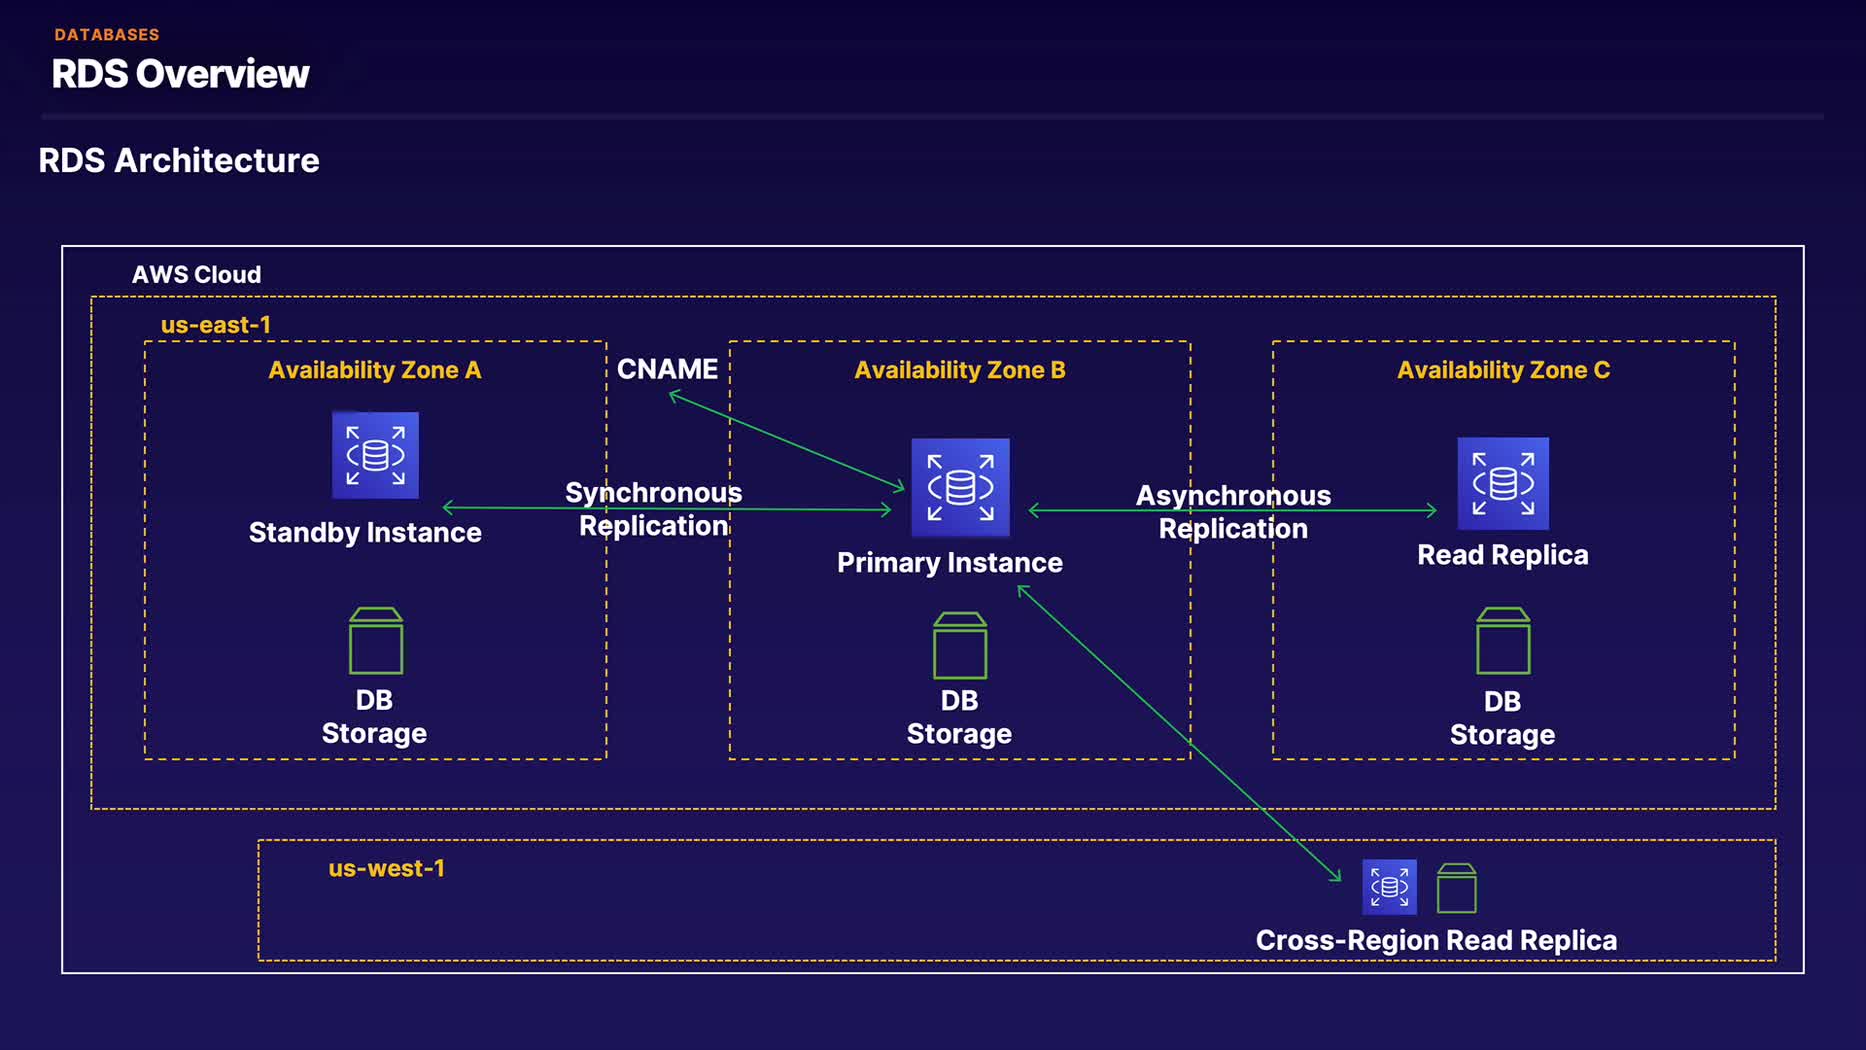 DATABASES
RDS Overview
RDS Architecture
AWS Cloud
us-east-1
Availability Zone A
CNAME
Availability Zone B
Availability Zone C
Synchronous
Replication
Asynchronous
Replication
Standby Instance
Primary Instance
Read Replica
DB
Storage
DB
Storage
DB
Storage
us-west-1
Cross-Region Read Replica